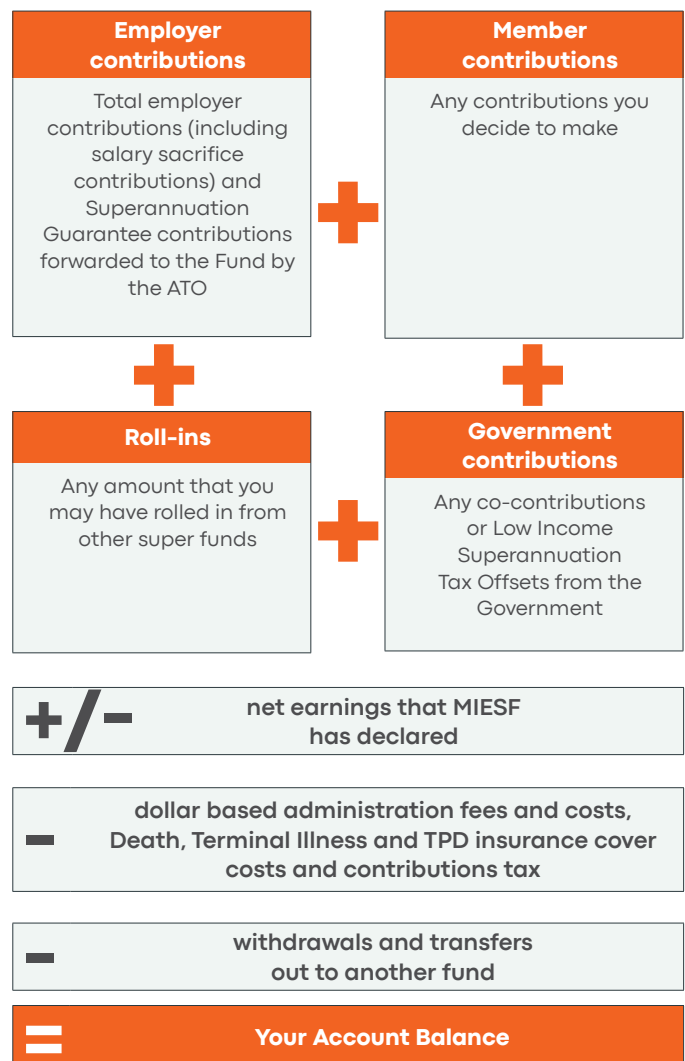 Employer
contributions
Total employer
contributions (including
salary sacrifice
contributions) and
Superannuation
Guarantee contributions
forwarded to the Fund by
the ATO
+
Member
contributions
Any contributions you
decide to make
+
+
Roll-ins
Any amount that you
may have rolled in from
other super funds
+
Government
contributions
Any co-contributions
or Low Income
Superannuation
Tax Offsets from the
Government
+/-
net earnings that MIESF
has declared
-
dollar based administration fees and costs,
Death, Terminal Illness and TPD insurance cover
costs and contributions tax
-
withdrawals and transfers
out to another fund
=
Your Account Balance